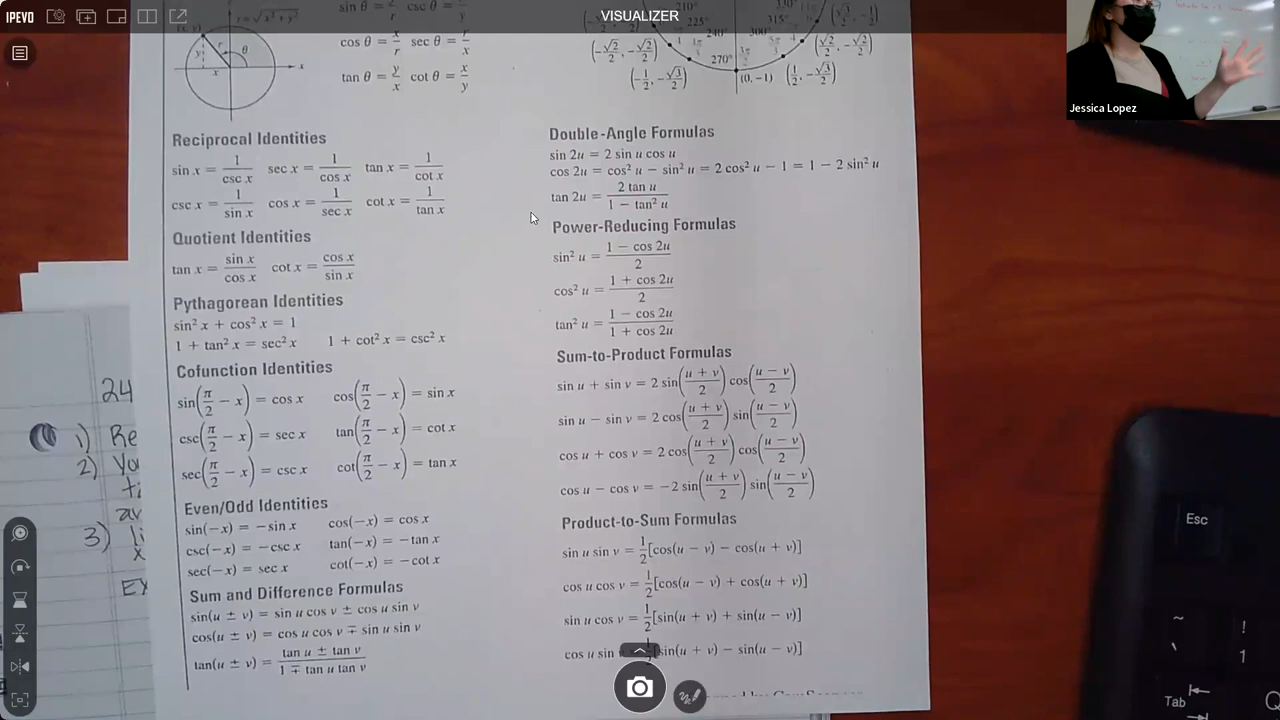 IPEVO
VISUALIZER
Jessica Lopez
r = √x² + y²
y
r
θ
x
x
cos θ = x/r sec θ = r/x
tan θ = y/x cot θ = x/y
210°
225°
240°
270°
300°
315°
330°
(−√2/2, −√2/2)
(−1/2, −√3/2)
(0, −1)
(1/2, −√3/2)
(√2/2, −√2/2)
Reciprocal Identities
sin x = 1/csc x sec x = 1/cos x tan x = 1/cot x
csc x = 1/sin x cos x = 1/sec x cot x = 1/tan x
Quotient Identities
tan x = sin x/cos x cot x = cos x/sin x
Pythagorean Identities
sin² x + cos² x = 1
1 + tan² x = sec² x 1 + cot² x = csc² x
Cofunction Identities
sin(π/2 − x) = cos x cos(π/2 − x) = sin x
csc(π/2 − x) = sec x tan(π/2 − x) = cot x
sec(π/2 − x) = csc x cot(π/2 − x) = tan x
Even/Odd Identities
sin(−x) = −sin x cos(−x) = cos x
csc(−x) = −csc x tan(−x) = −tan x
sec(−x) = sec x cot(−x) = −cot x
Sum and Difference Formulas
sin(u ± v) = sin u cos v ± cos u sin v
cos(u ± v) = cos u cos v ∓ sin u sin v
tan(u ± v) = tan u ± tan v/1 ∓ tan u tan v
Double-Angle Formulas
sin 2u = 2 sin u cos u
cos 2u = cos² u − sin² u = 2 cos² u − 1 = 1 − 2 sin² u
tan 2u = 2 tan u/1 − tan² u
Power-Reducing Formulas
sin² u = 1 − cos 2u/2
cos² u = 1 + cos 2u/2
tan² u = 1 − cos 2u/1 + cos 2u
Sum-to-Product Formulas
sin u + sin v = 2 sin(u + v/2) cos(u − v/2)
sin u − sin v = 2 cos(u + v/2) sin(u − v/2)
cos u + cos v = 2 cos(u + v/2) cos(u − v/2)
cos u − cos v = −2 sin(u + v/2) sin(u − v/2)
Product-to-Sum Formulas
sin u sin v = 1/2[cos(u − v) − cos(u + v)]
cos u cos v = 1/2[cos(u − v) + cos(u + v)]
sin u cos v = 1/2[sin(u + v) + sin(u − v)]
cos u sin [sin(u + v) − sin(u − v)]
24
1) Re
2) Yo
3) li
x
Ex
Esc
~
`
!
1
Tab
Q